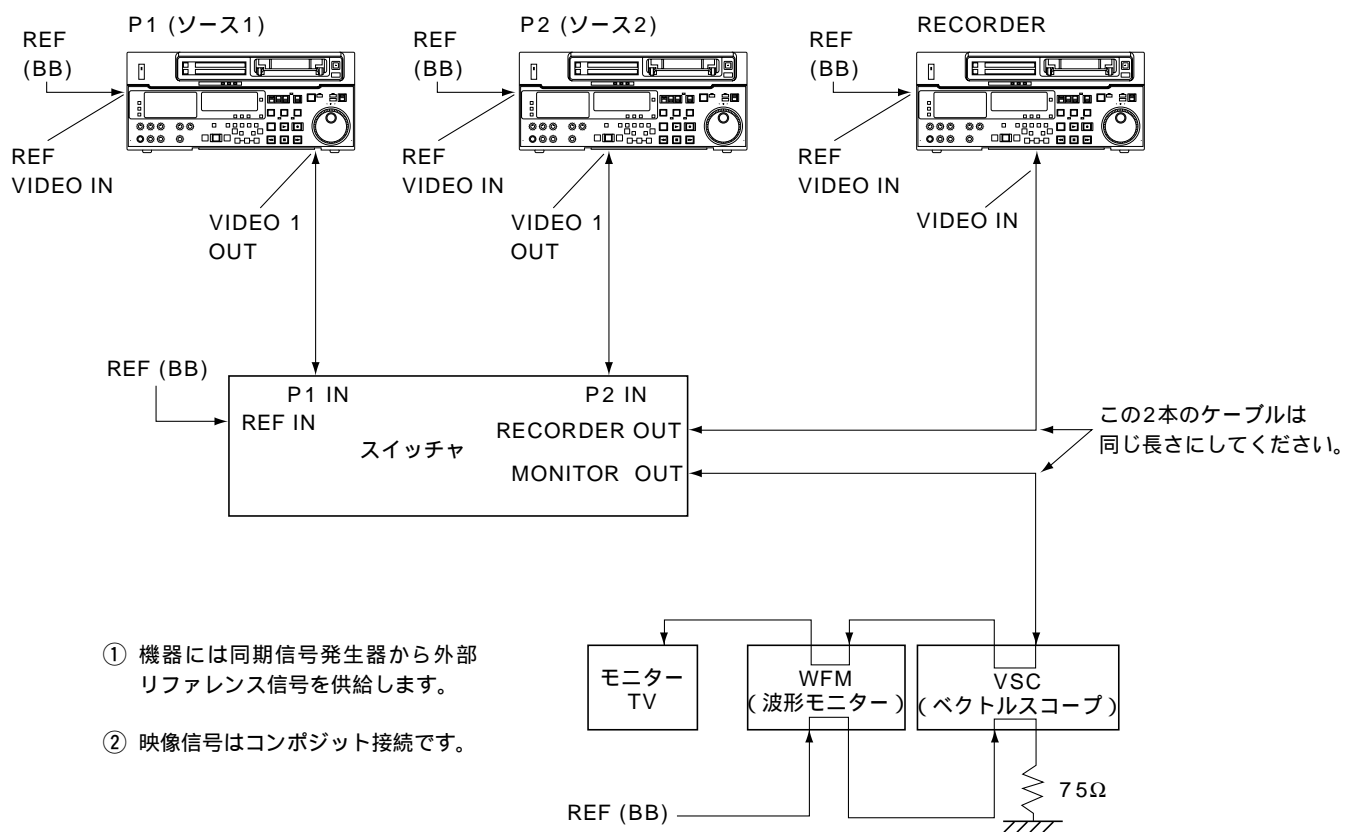 P1 (ソース1)
REF
(BB)
REF
VIDEO IN
VIDEO 1
OUT
P2 (ソース2)
REF
(BB)
REF
VIDEO IN
VIDEO 1
OUT
RECORDER
REF
(BB)
REF
VIDEO IN
VIDEO IN
REF (BB)
P1 IN
P2 IN
REF IN
スイッチャ
RECORDER OUT
MONITOR OUT
この2本のケーブルは
同じ長さにしてください。
① 機器には同期信号発生器から外部
リファレンス信号を供給します。
② 映像信号はコンポジット接続です。
モニター
TV
WFM
(波形モニター)
VSC
(ベクトルスコープ)
REF (BB)
75Ω